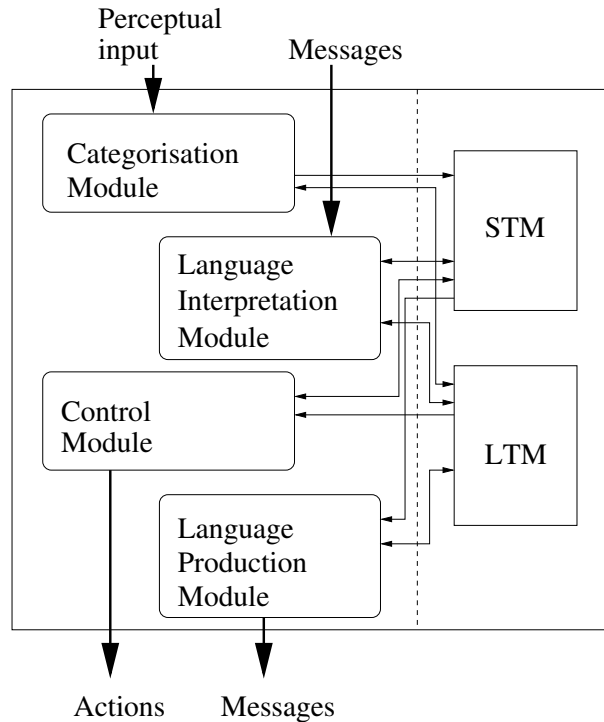 Perceptual
input
Messages
Categorisation
Module
STM
Language
Interpretation
Module
Control
Module
LTM
Language
Production
Module
Actions
Messages